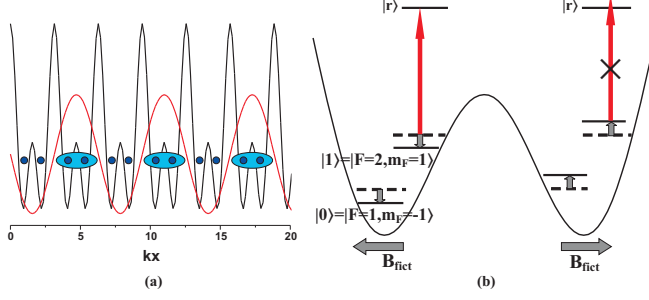 |r⟩
|r⟩
|1⟩=|F=2,m_F=1⟩
|0⟩=|F=1,m_F=-1⟩
B_fict
B_fict
0 5 10 15 20
kx
(a) (b)